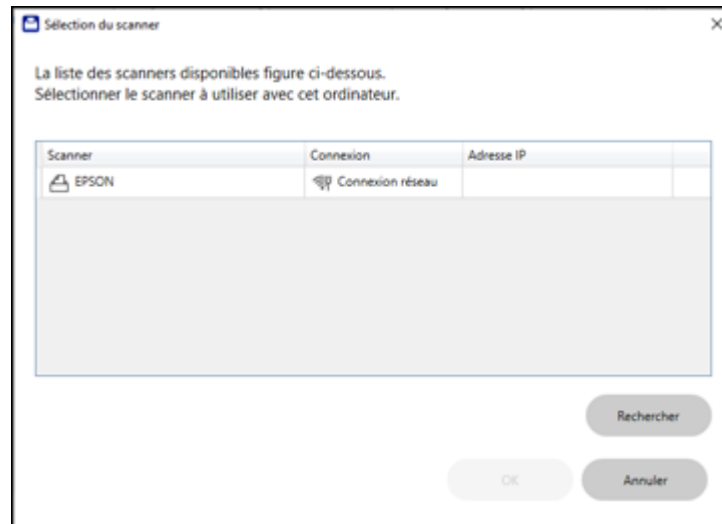 Sélection du scanner
La liste des scanners disponibles figure ci-dessous.
Sélectionner le scanner à utiliser avec cet ordinateur.
Scanner Connexion Adresse IP
EPSON Connexion réseau
Rechercher
OK Annuler